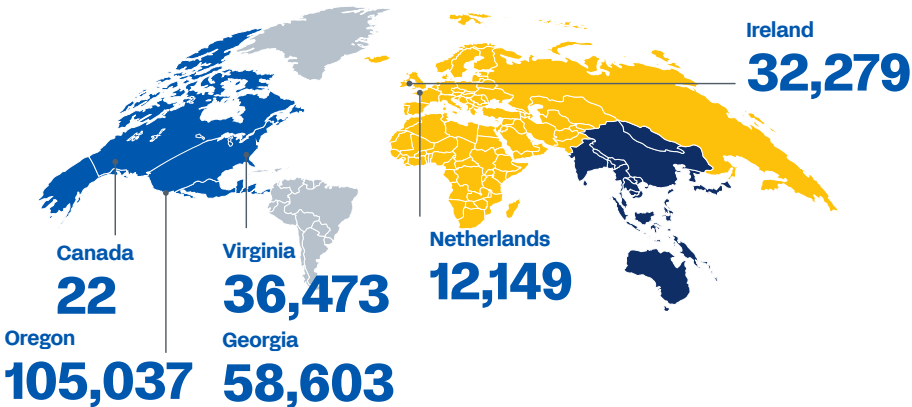 Ireland
32,279
Canada
22
Virginia
36,473
Netherlands
12,149
Oregon
105,037
Georgia
58,603